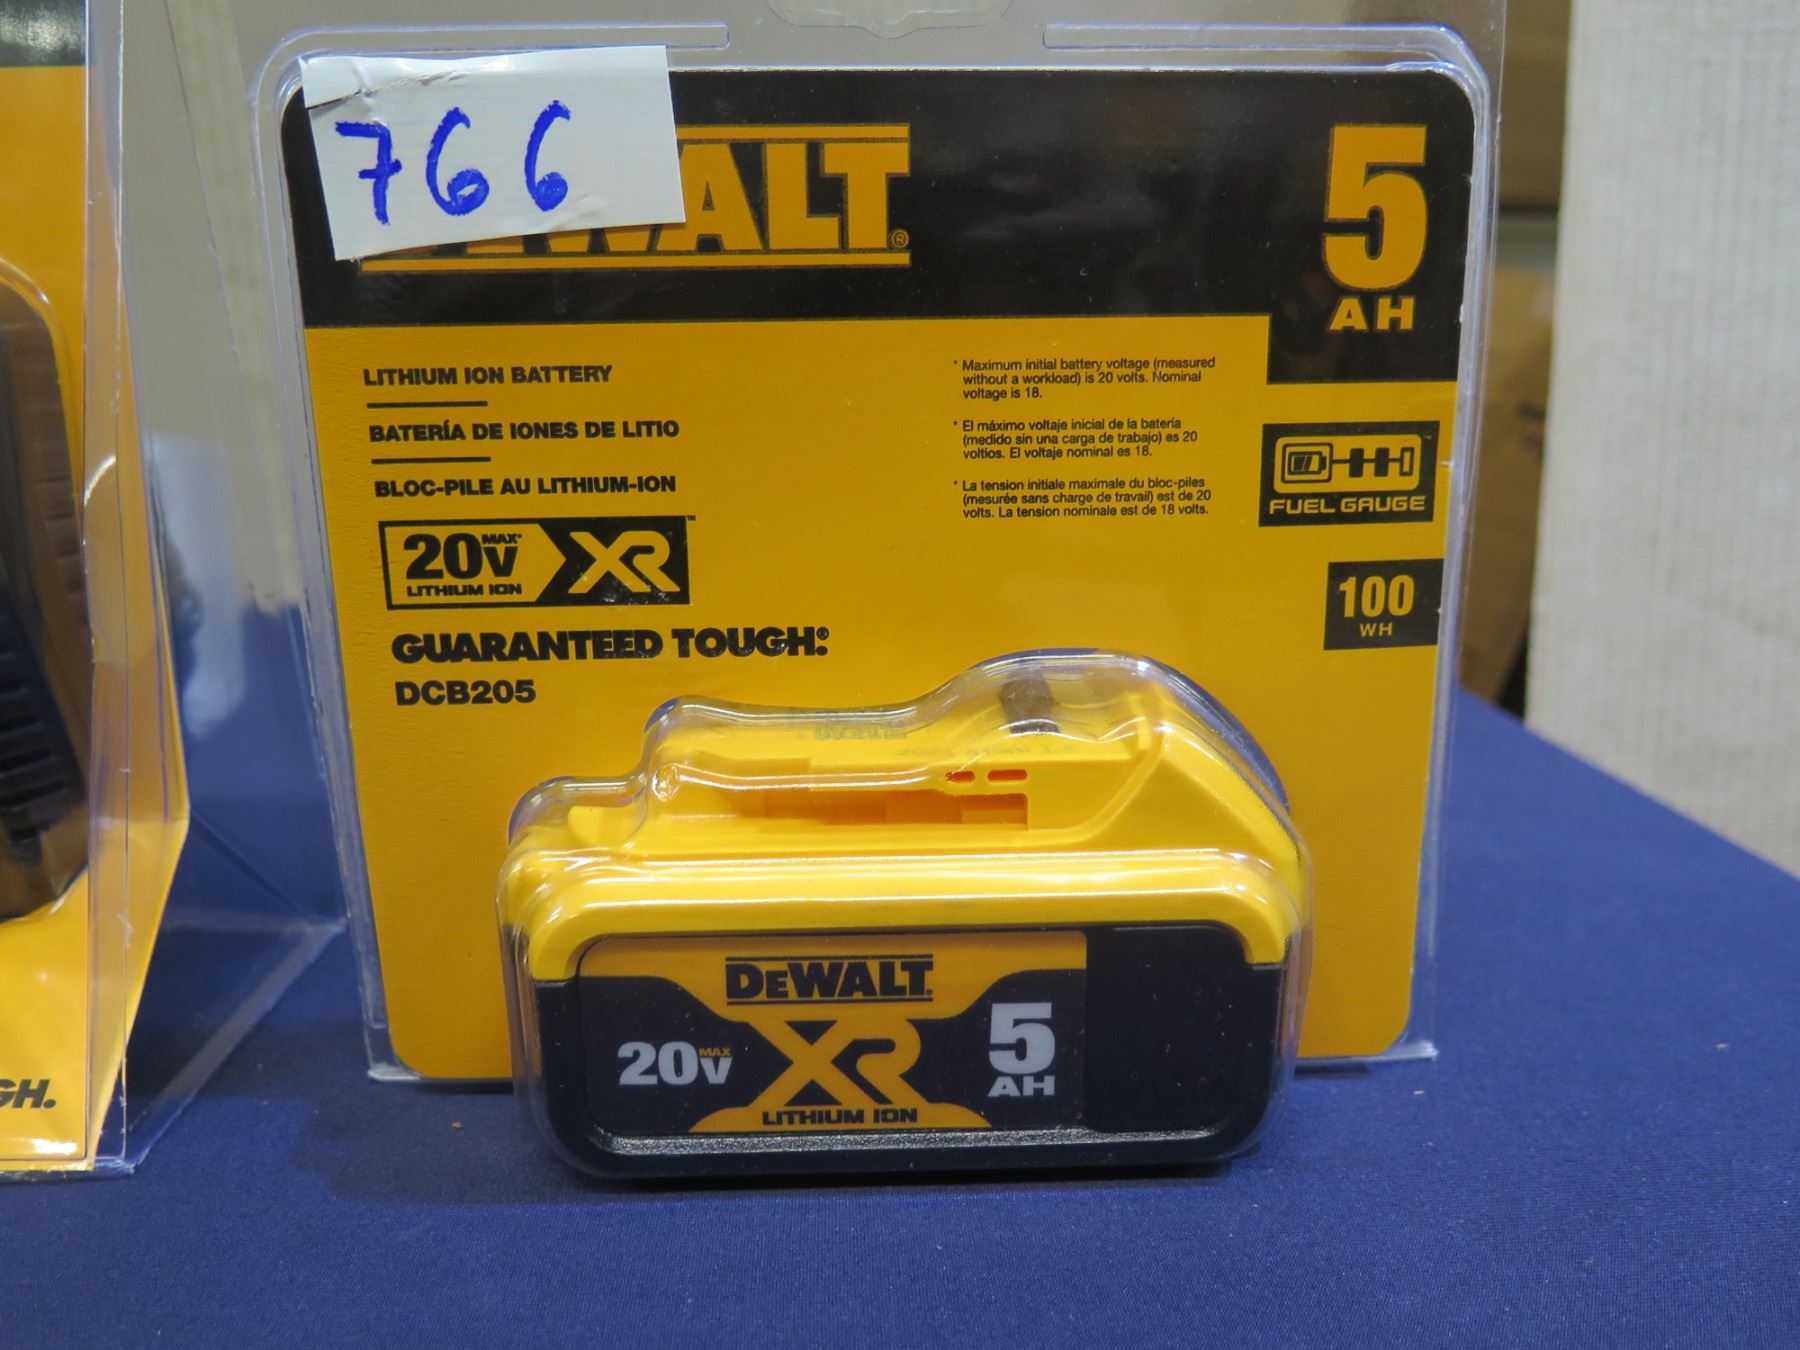 766
DEWALT®
5
AH
LITHIUM ION BATTERY
BATERÍA DE IONES DE LITIO
BLOC-PILE AU LITHIUM-ION
* Maximum initial battery voltage (measured
without a workload) is 20 volts. Nominal
voltage is 18.
* El máximo voltaje inicial de la batería
(medido sin una carga de trabajo) es 20
voltios. El voltaje nominal es 18.
* La tension initiale maximale du bloc-piles
(mesurée sans charge de travail) est de 20
volts. La tension nominale est de 18 volts.
FUEL GAUGE™
100
WH
20V MAX* XR™
LITHIUM ION
GUARANTEED TOUGH.®
DCB205
DEWALT.
20V MAX XR
LITHIUM ION
5
AH
GH.